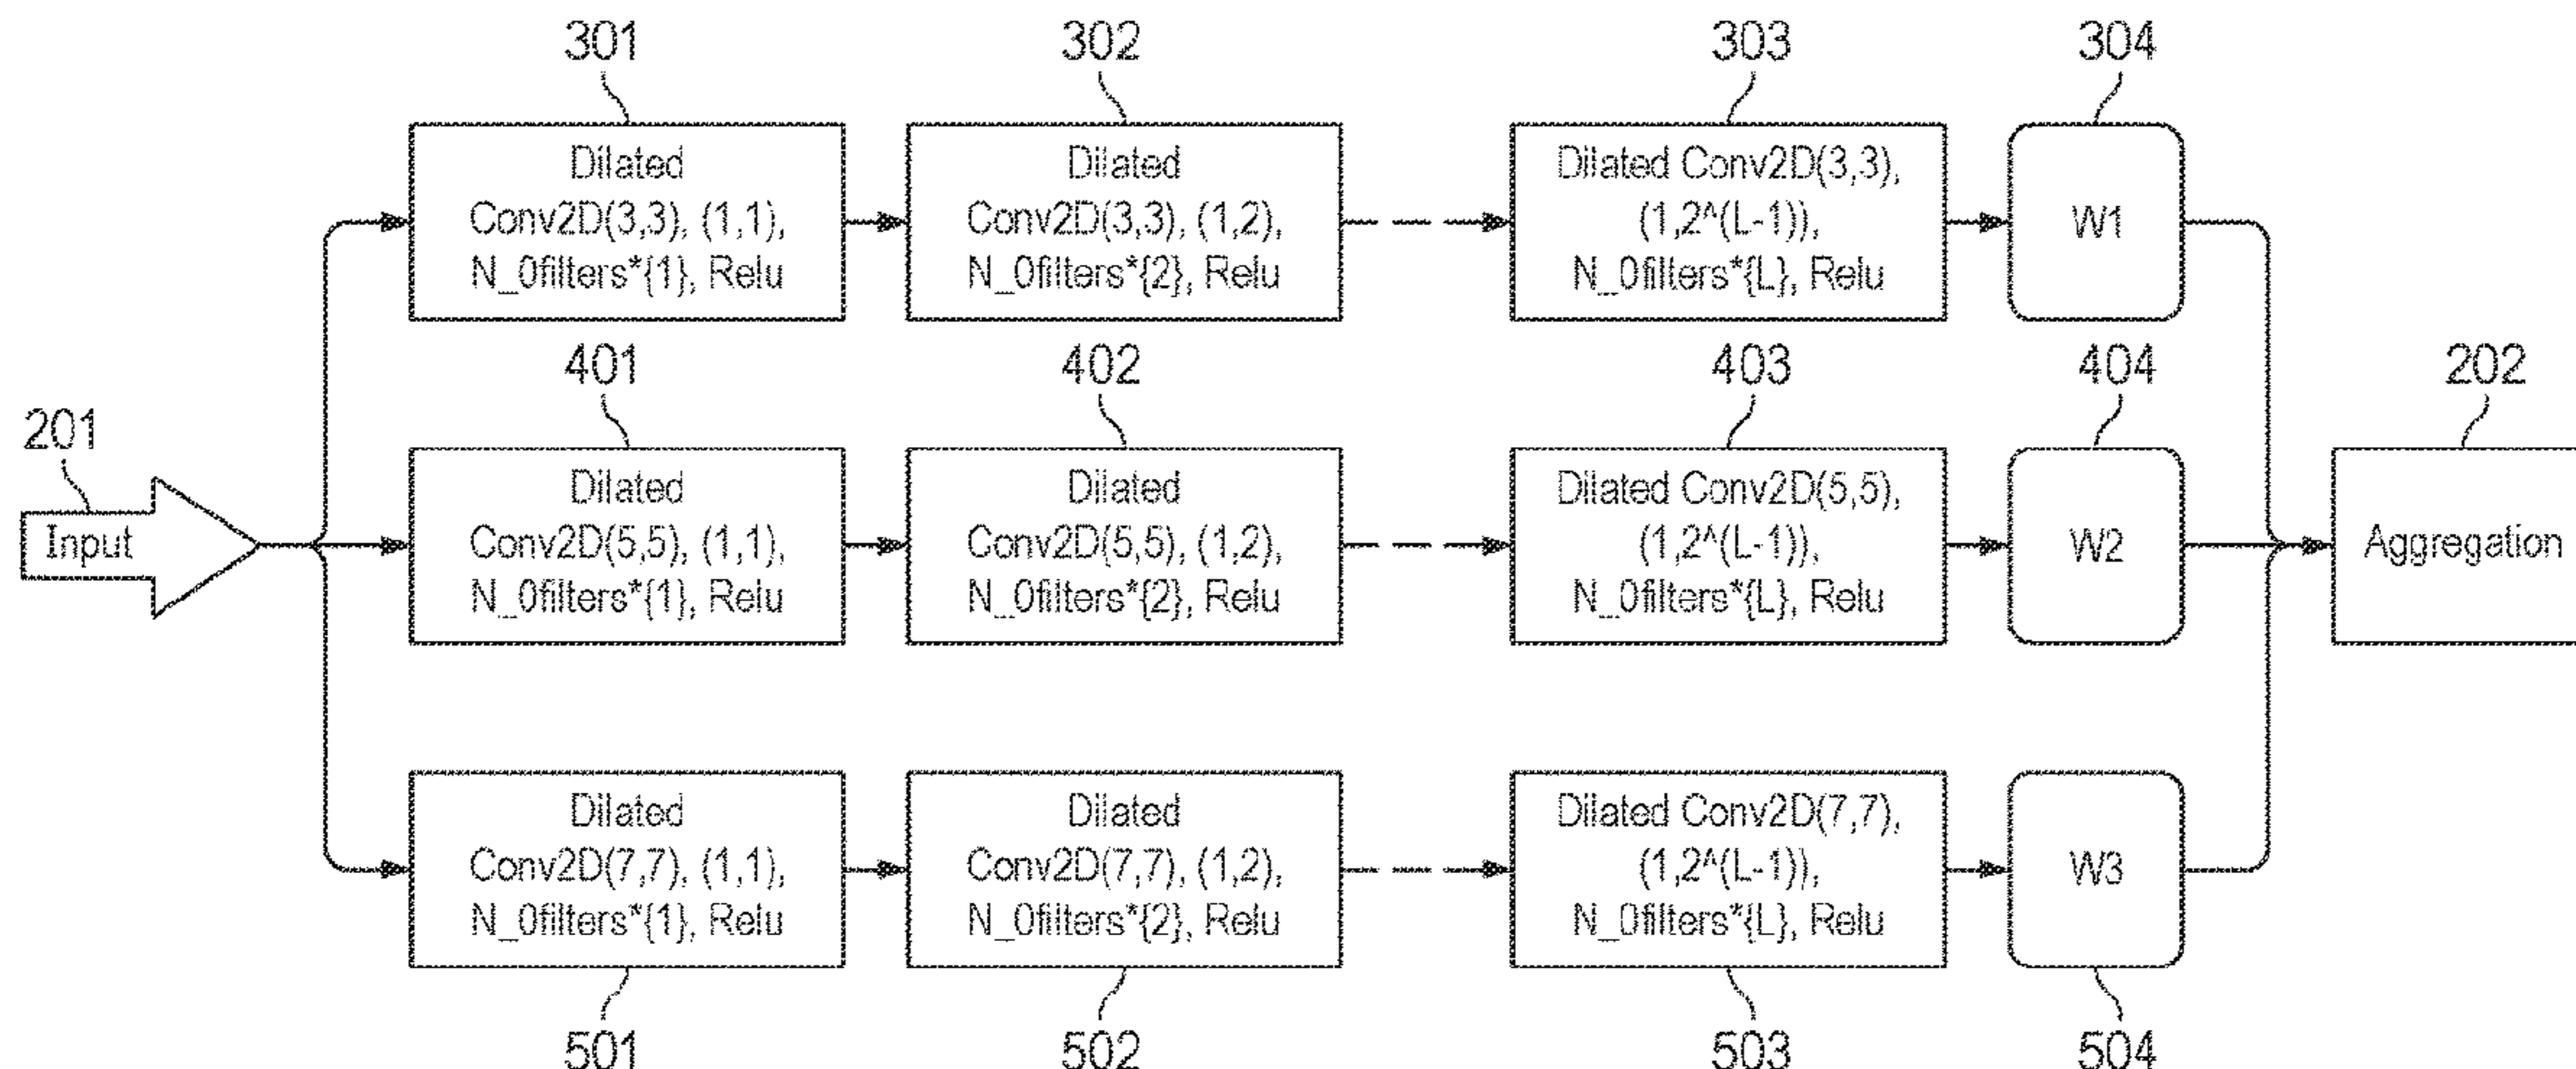 301
302
303
304
Dilated
Conv2D(3,3), (1,1),
N_0filters*{1}, Relu
Dilated
Conv2D(3,3), (1,2),
N_0filters*{2}, Relu
Dilated Conv2D(3,3),
(1,2^(L-1)),
N_0filters*{L}, Relu
W1
401
402
403
404
202
201
Input
Dilated
Conv2D(5,5), (1,1),
N_0filters*{1}, Relu
Dilated
Conv2D(5,5), (1,2),
N_0filters*{2}, Relu
Dilated Conv2D(5,5),
(1,2^(L-1)),
N_0filters*{L}, Relu
W2
Aggregation
Dilated
Conv2D(7,7), (1,1),
N_0filters*{1}, Relu
Dilated
Conv2D(7,7), (1,2),
N_0filters*{2}, Relu
Dilated Conv2D(7,7),
(1,2^(L-1)),
N_0filters*{L}, Relu
W3
501
502
503
504